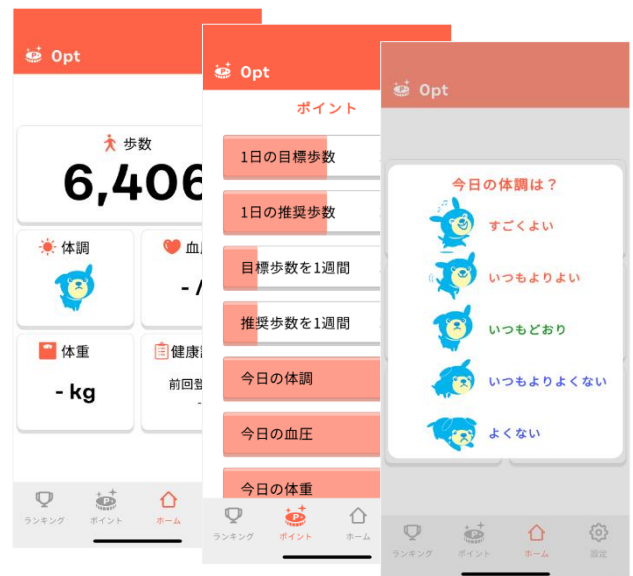 Opt
歩数
6,406
体調
血
- /
体重
健康
- kg
前回登
-
ランキング
ポイント
ホーム
Opt
ポイント
1日の目標歩数
1日の推奨歩数
目標歩数を1週間
推奨歩数を1週間
今日の体調
今日の血圧
今日の体重
ランキング
ポイント
ホーム
Opt
今日の体調は？
すごくよい
いつもよりよい
いつもどおり
いつもよりよくない
よくない
ランキング
ポイント
ホーム
設定